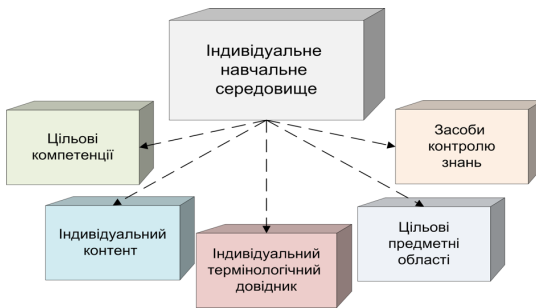 Індивідуальне
навчальне
середовище
Цільові
компетенції
Засоби
контролю
знань
Індивідуальний
контент
Індивідуальний
термінологічний
довідник
Цільові
предметні
області